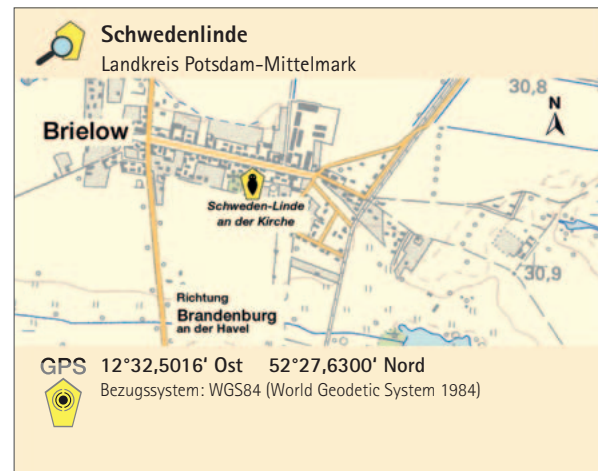 Schwedenlinde
Landkreis Potsdam-Mittelmark
30,8
N
Brielow
Schweden-Linde
an der Kirche
30,9
Richtung
Brandenburg
an der Havel
GPS 12°32,5016' Ost 52°27,6300' Nord
Bezugssystem: WGS84 (World Geodetic System 1984)